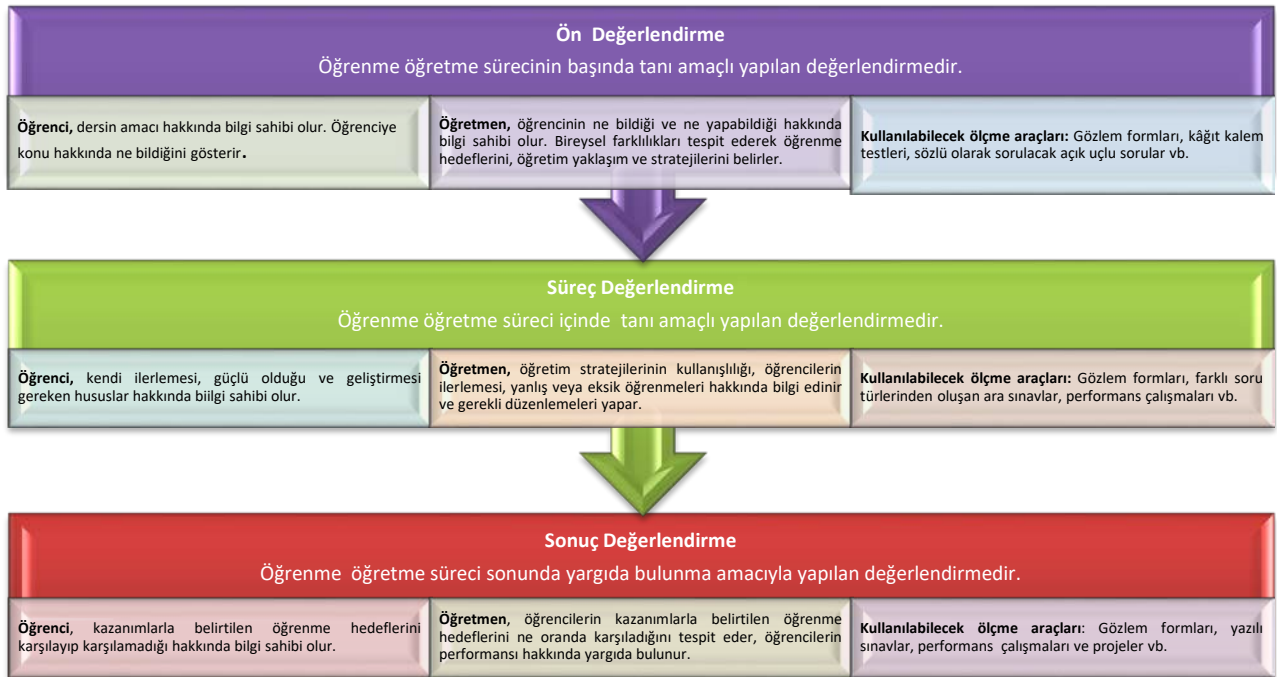 Ön Değerlendirme
Öğrenme öğretme sürecinin başında tanı amaçlı yapılan değerlendirmedir.
Öğrenci, dersin amacı hakkında bilgi sahibi olur. Öğrenciye
konu hakkında ne bildiğini gösterir.
Öğretmen, öğrencinin ne bildiği ve ne yapabildiği hakkında
bilgi sahibi olur. Bireysel farklılıkları tespit ederek öğrenme
hedeflerini, öğretim yaklaşım ve stratejilerini belirler.
Kullanılabilecek ölçme araçları: Gözlem formları, kâğıt kalem
testleri, sözlü olarak sorulacak açık uçlu sorular vb.
Süreç Değerlendirme
Öğrenme öğretme süreci içinde tanı amaçlı yapılan değerlendirmedir.
Öğrenci, kendi ilerlemesi, güçlü olduğu ve geliştirmesi
gereken hususlar hakkında biilgi sahibi olur.
Öğretmen, öğretim stratejilerinin kullanışlılığı, öğrencilerin
ilerlemesi, yanlış veya eksik öğrenmeleri hakkında bilgi edinir
ve gerekli düzenlemeleri yapar.
Kullanılabilecek ölçme araçları: Gözlem formları, farklı soru
türlerinden oluşan ara sınavlar, performans çalışmaları vb.
Sonuç Değerlendirme
Öğrenme öğretme süreci sonunda yargıda bulunma amacıyla yapılan değerlendirmedir.
Öğrenci, kazanımlarla belirtilen öğrenme hedeflerini
karşılayıp karşılamadığı hakkında bilgi sahibi olur.
Öğretmen, öğrencilerin kazanımlarla belirtilen öğrenme
hedeflerini ne oranda karşıladığını tespit eder, öğrencilerin
performansı hakkında yargıda bulunur.
Kullanılabilecek ölçme araçları: Gözlem formları, yazılı
sınavlar, performans çalışmaları ve projeler vb.